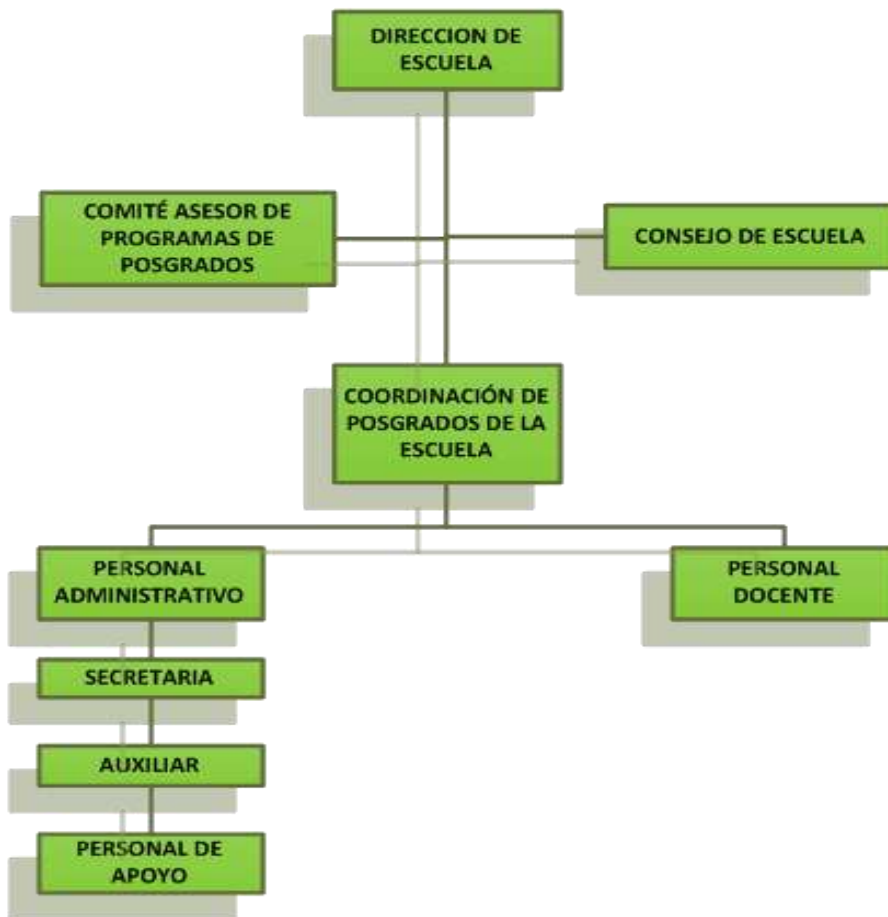 DIRECCION DE
ESCUELA
COMITÉ ASESOR DE
PROGRAMAS DE
POSGRADOS
CONSEJO DE ESCUELA
COORDINACIÓN DE
POSGRADOS DE LA
ESCUELA
PERSONAL
ADMINISTRATIVO
PERSONAL
DOCENTE
SECRETARIA
AUXILIAR
PERSONAL DE
APOYO